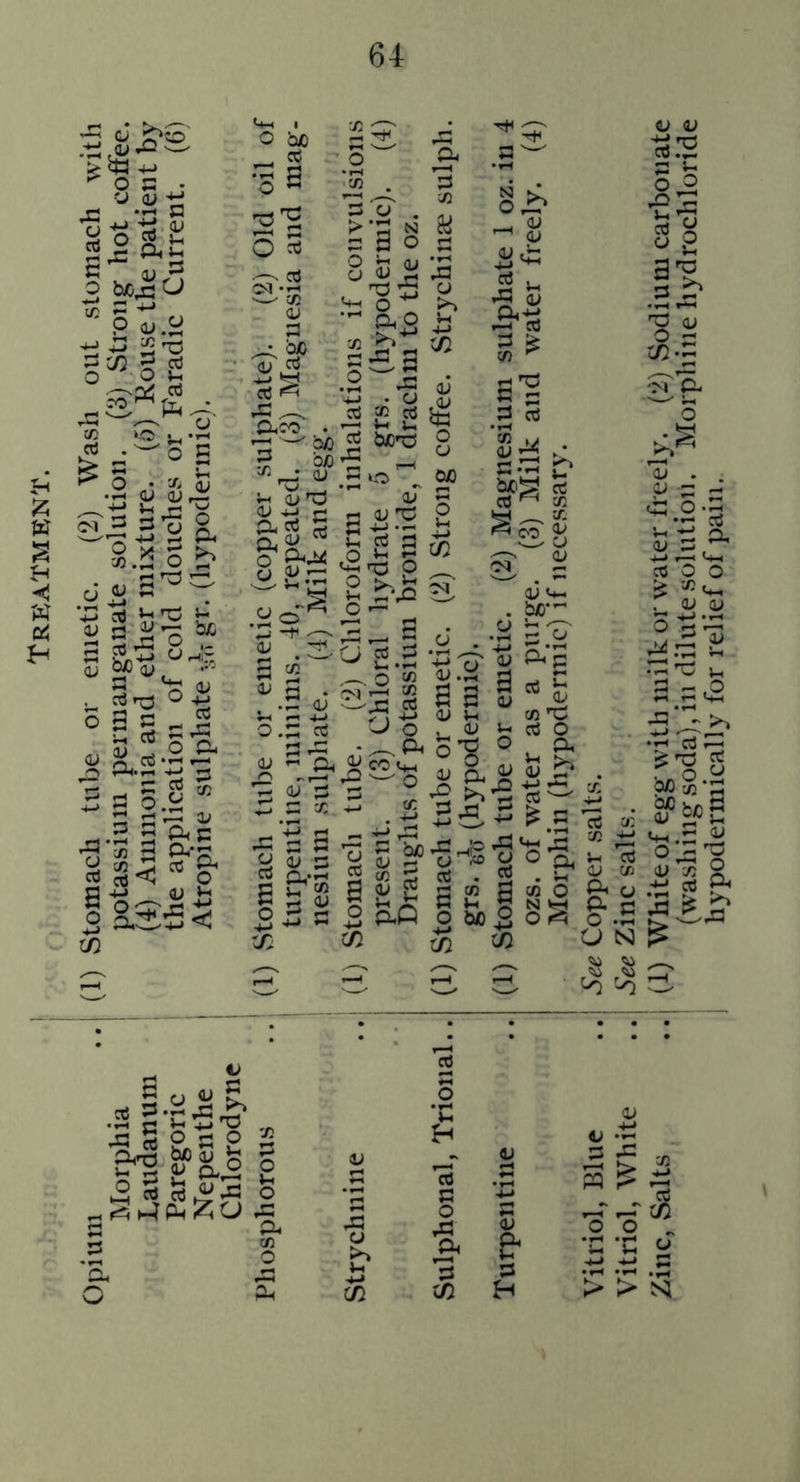 64
TREATMENT.
Opium .. (1) Stomach tube or emetic. (2) Wash out stomach with
Morphia potassium permanganate solution. (3) Strong hot coffee.
Laudanum (4) Ammonia and ether mixture. (5) Rouse the patient by
Paregoric the application of cold douches or Faradic Current. (6)
Nepenthe Atropine sulphate gr. (hypodermic).
Chlorodyne
Phosphorous .. (1) Stomach tube or emetic (copper sulphate). (2) Old oil of
turpentine, minims. 40, repeated. (3) Magnesia and mag-
nesium sulphate. (4) Milk and egg.
Strychnine .. (1) Stomach tube. (2) Chloroform inhalations if convulsions
present. (3) Chloral hydrate 5 grs. (hypodermic). (4)
Draughts of potassium bromide, 1 drachm to the oz.
Sulphonal, Trional.. (1) Stomach tube or emetic. (2) Strong coffee. Strychinæ sulph.
grs. (hypodermic).
Turpentine .. (1) Stomach tube or emetic. (2) Magnesium sulphate 1 oz. in 4
ozs. of water as a purge. (3) Milk and water freely. (4)
Morphin (hypodermic) if necessary.
Vitriol, Blue .. See Copper salts.
Vitriol, White .. See Zinc salts.
Zinc, Salts .. (1) White of egg with milk or water freely. (2) Sodium carbonate
(washing soda), in dilute solution. Morphine hydrochloride
hypodermically for relief of pain.